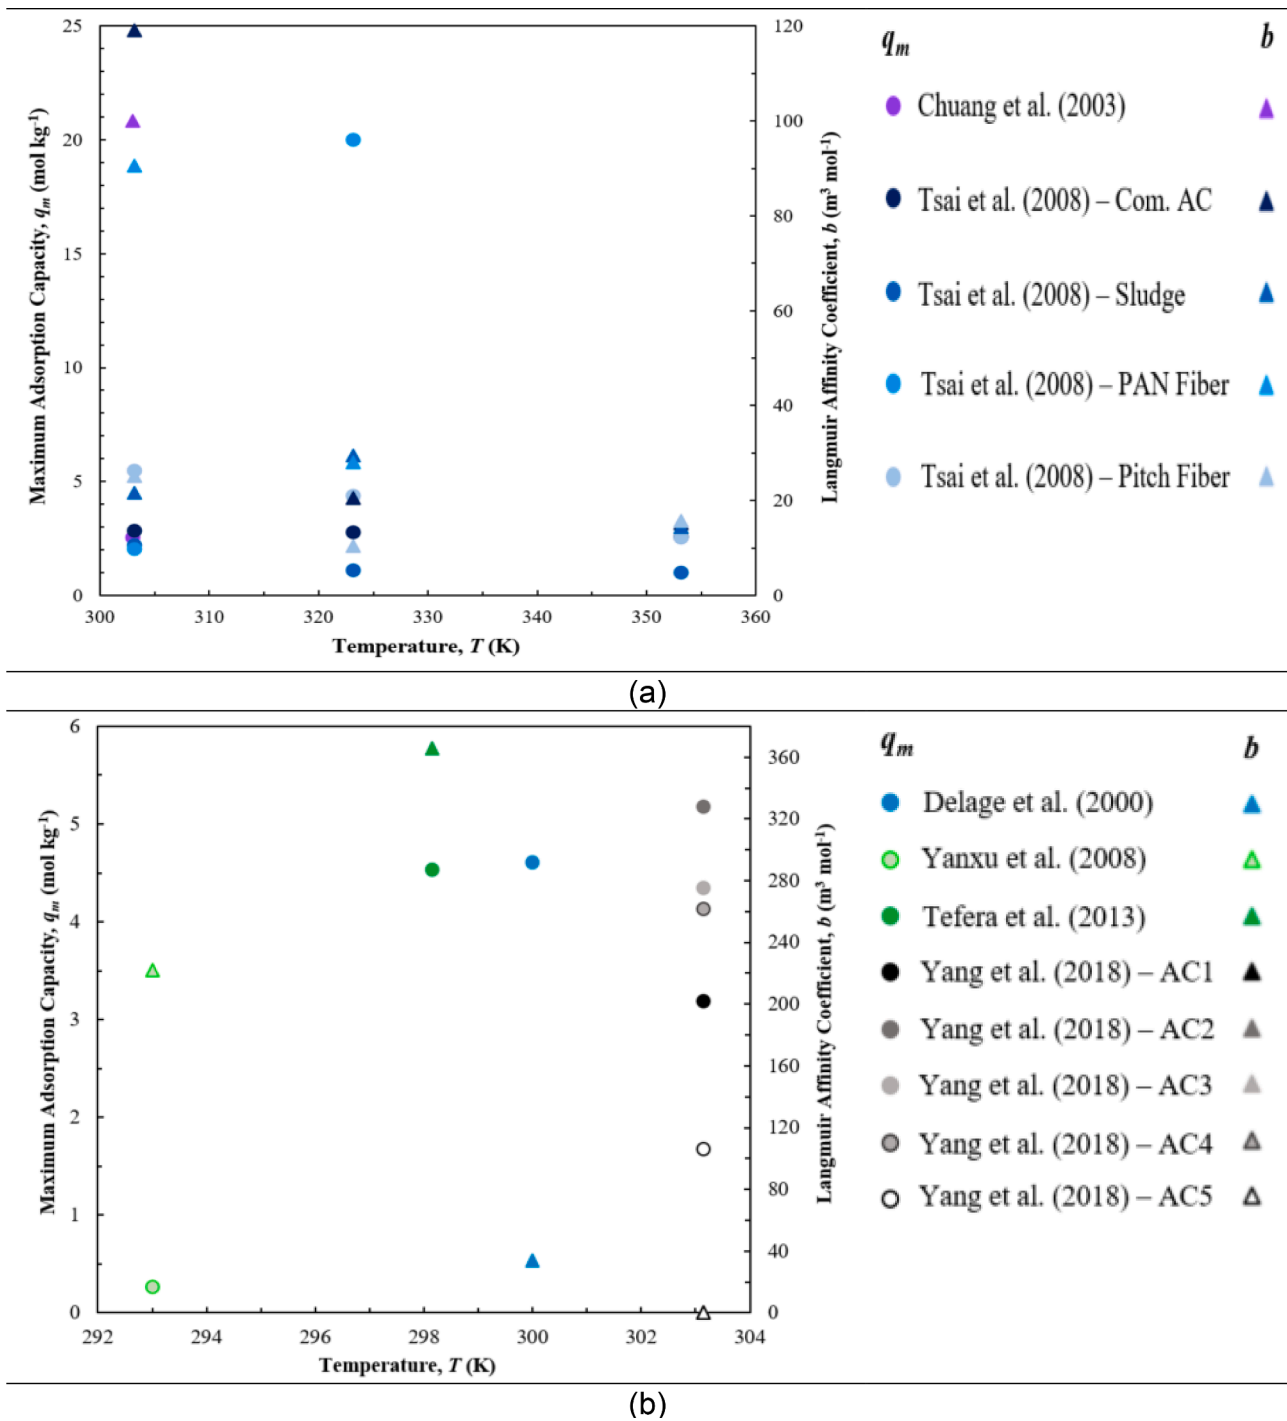 25
20
15
10
5
0
Maximum Adsorption Capacity, qm (mol kg-1)
120
100
80
60
40
20
0
Langmuir Affinity Coefficient, b (m3 mol-1)
300 310 320 330 340 350 360
Temperature, T (K)
qm b
Chuang et al. (2003)
Tsai et al. (2008) – Com. AC
Tsai et al. (2008) – Sludge
Tsai et al. (2008) – PAN Fiber
Tsai et al. (2008) – Pitch Fiber
(a)
6
5
4
3
2
1
0
Maximum Adsorption Capacity, qm (mol kg-1)
360
320
280
240
200
160
120
80
40
0
Langmuir Affinity Coefficient, b (m3 mol-1)
292 294 296 298 300 302 304
Temperature, T (K)
qm b
Delage et al. (2000)
Yanxu et al. (2008)
Tefera et al. (2013)
Yang et al. (2018) – AC1
Yang et al. (2018) – AC2
Yang et al. (2018) – AC3
Yang et al. (2018) – AC4
Yang et al. (2018) – AC5
(b)